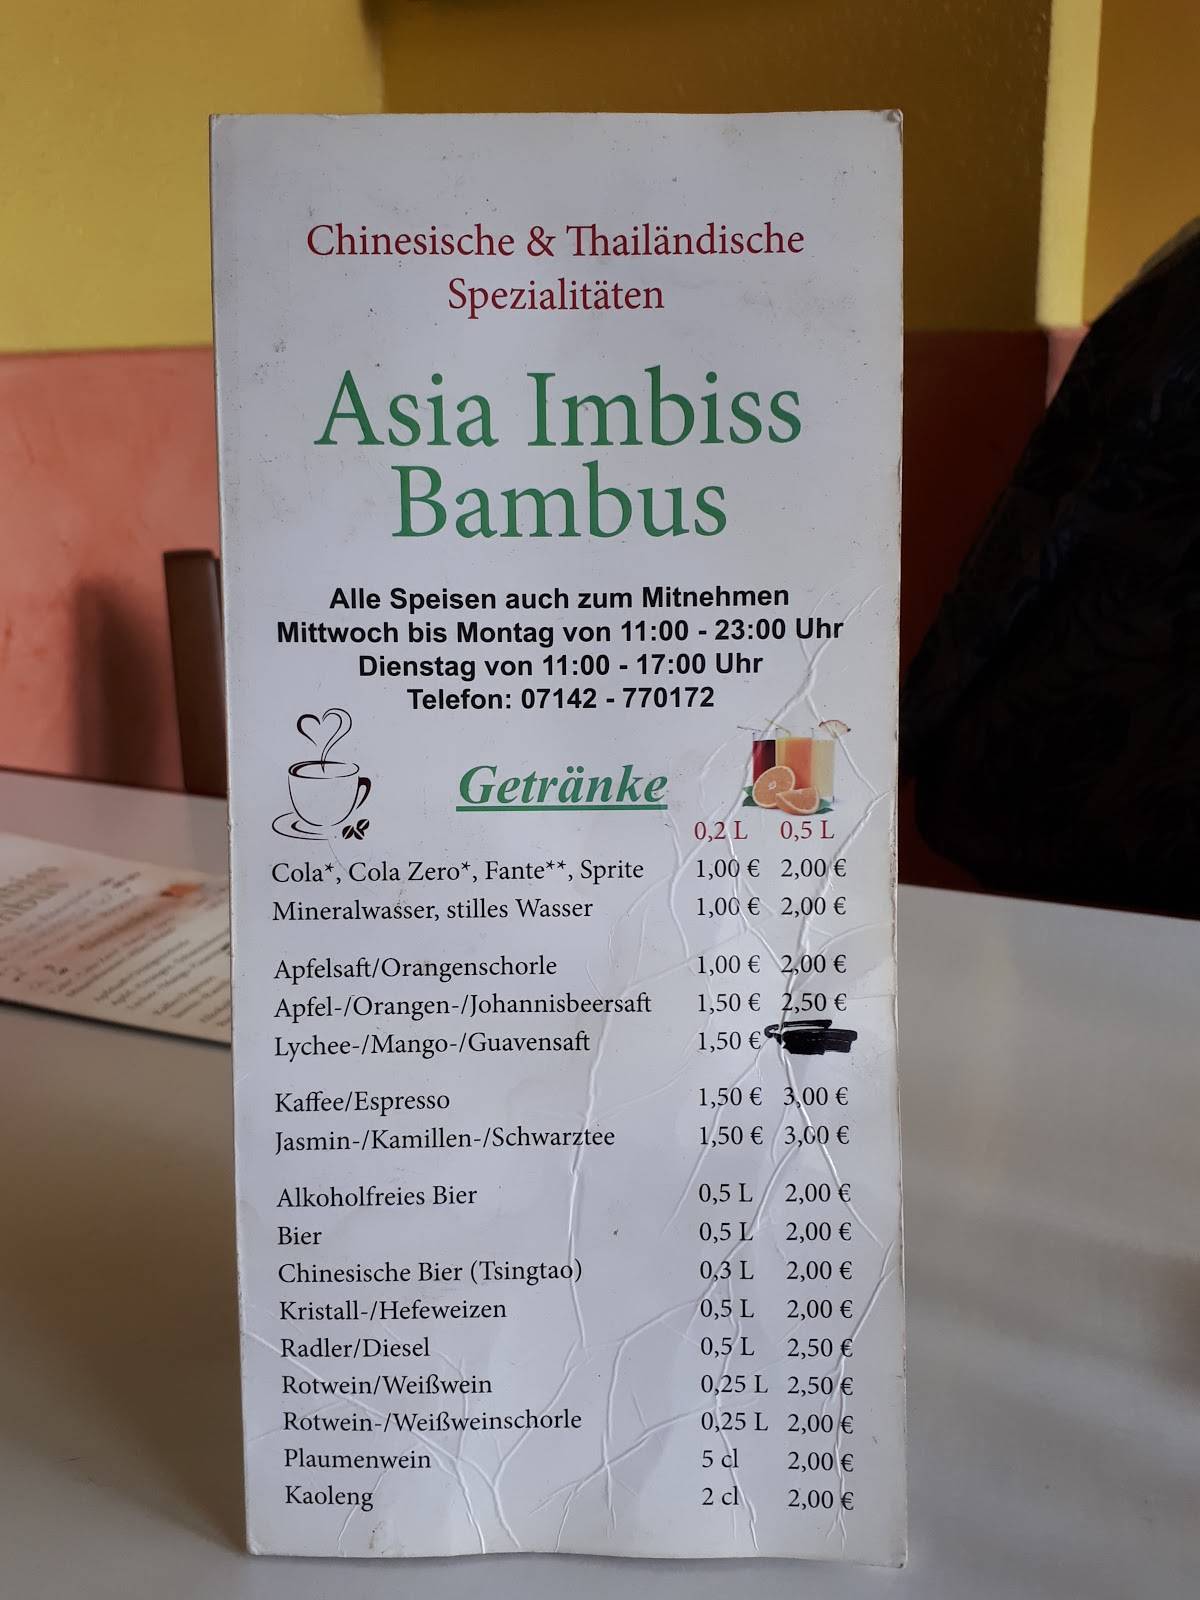 Chinesische & Thailändische
Spezialitäten
Asia Imbiss
Bambus
Alle Speisen auch zum Mitnehmen
Mittwoch bis Montag von 11:00 - 23:00 Uhr
Dienstag von 11:00 - 17:00 Uhr
Telefon: 07142 - 770172
Getränke
0,2 L 0,5 L
Cola*, Cola Zero*, Fante**, Sprite 1,00 € 2,00 €
Mineralwasser, stilles Wasser 1,00 € 2,00 €
Apfelsaft/Orangenschorle 1,00 € 2,00 €
Apfel-/Orangen-/Johannisbeersaft 1,50 € 2,50 €
Lychee-/Mango-/Guavensaft 1,50 €
Kaffee/Espresso 1,50 € 3,00 €
Jasmin-/Kamillen-/Schwarztee 1,50 € 3,00 €
Alkoholfreies Bier 0,5 L 2,00 €
Bier 0,5 L 2,00 €
Chinesische Bier (Tsingtao) 0,3 L 2,00 €
Kristall-/Hefeweizen 0,5 L 2,00 €
Radler/Diesel 0,5 L 2,50 €
Rotwein/Weißwein 0,25 L 2,50 €
Rotwein-/Weißweinschorle 0,25 L 2,00 €
Plaumenwein 5 cl 2,00 €
Kaoleng 2 cl 2,00 €